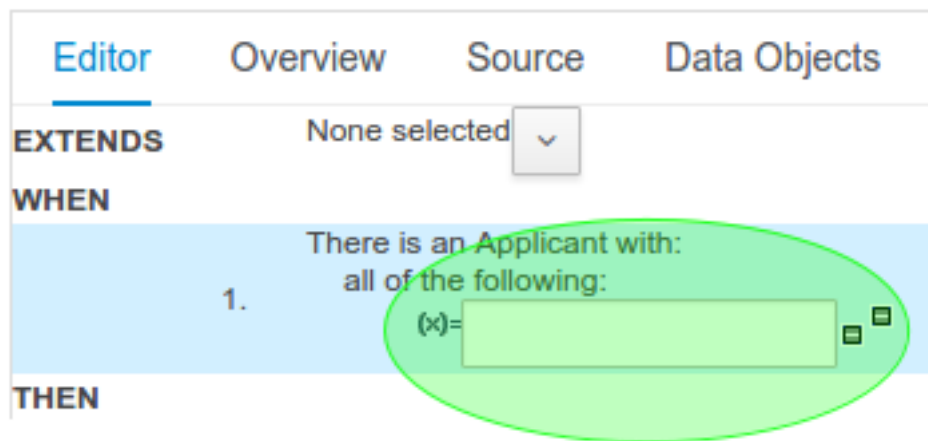 Editor Overview Source Data Objects
EXTENDS None selected
WHEN
There is an Applicant with:
all of the following:
1.
(x)=
THEN